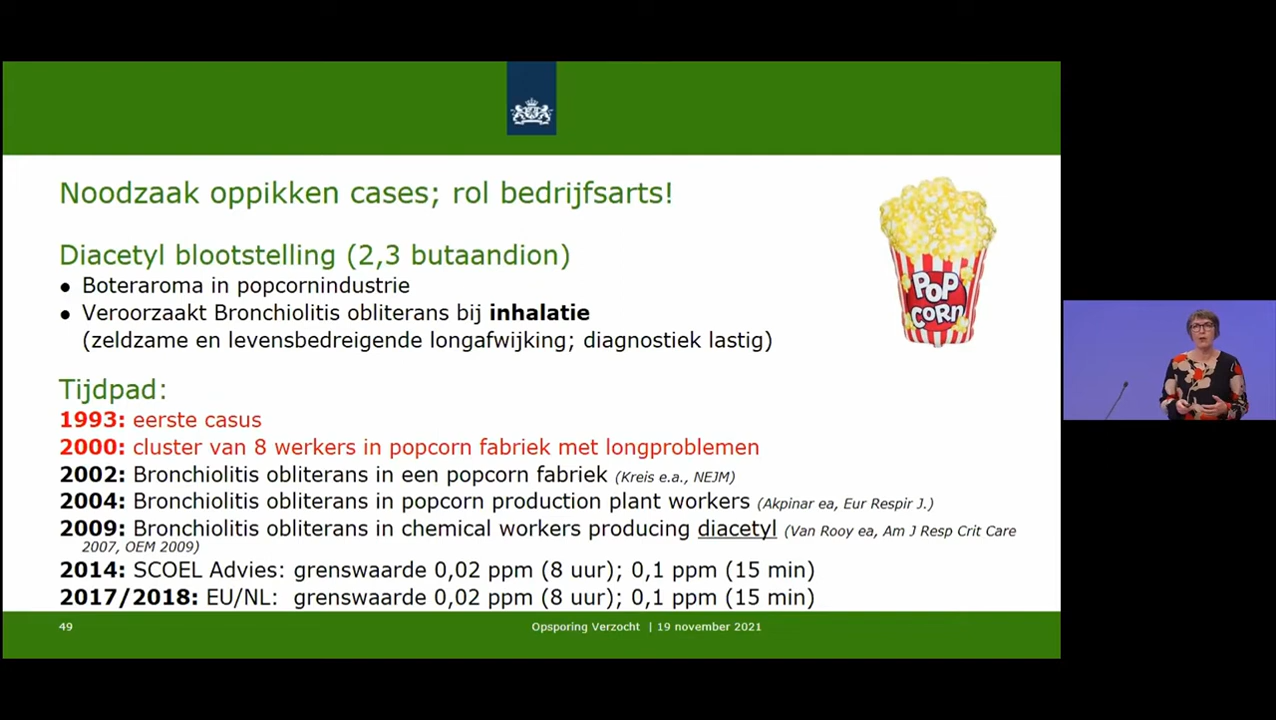 Noodzaak oppikken cases; rol bedrijfsarts!
Diacetyl blootstelling (2,3 butaandion)
• Boteraroma in popcornindustrie
• Veroorzaakt Bronchiolitis obliterans bij inhalatie
(zeldzame en levensbedreigende longafwijking; diagnostiek lastig)
POP
CORN
Tijdpad:
1993: eerste casus
2000: cluster van 8 werkers in popcorn fabriek met longproblemen
2002: Bronchiolitis obliterans in een popcorn fabriek (Kreis e.a., NEJM)
2004: Bronchiolitis obliterans in popcorn production plant workers (Akpinar ea, Eur Respir J.)
2009: Bronchiolitis obliterans in chemical workers producing diacetyl (Van Rooy ea, Am J Resp Crit Care
2007, OEM 2009)
2014: SCOEL Advies: grenswaarde 0,02 ppm (8 uur); 0,1 ppm (15 min)
2017/2018: EU/NL: grenswaarde 0,02 ppm (8 uur); 0,1 ppm (15 min)
49
Opsporing Verzocht | 19 november 2021